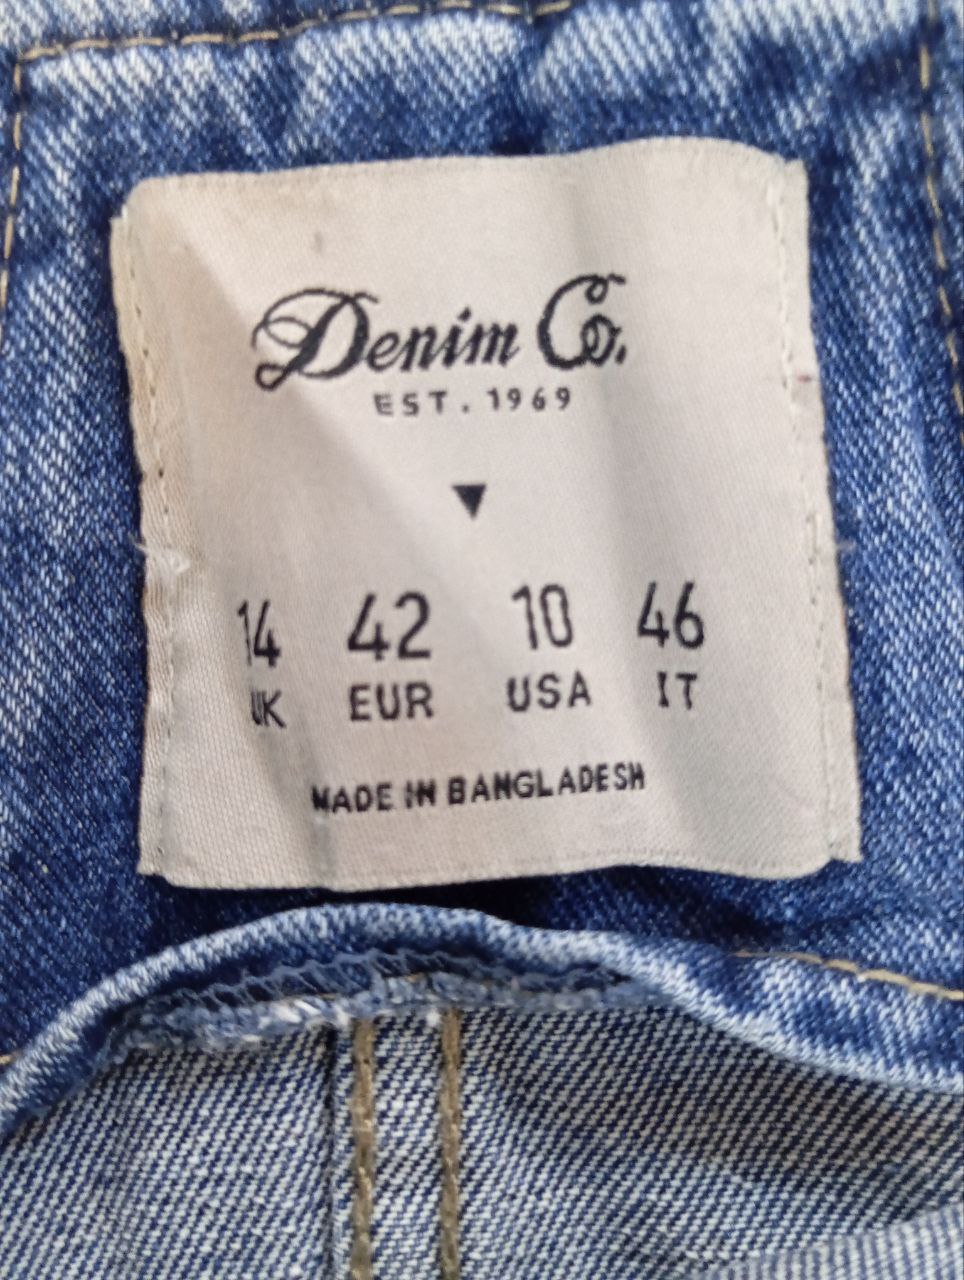 Denim Co.
EST. 1969
14 42 10 46
UK EUR USA IT
MADE IN BANGLADESH